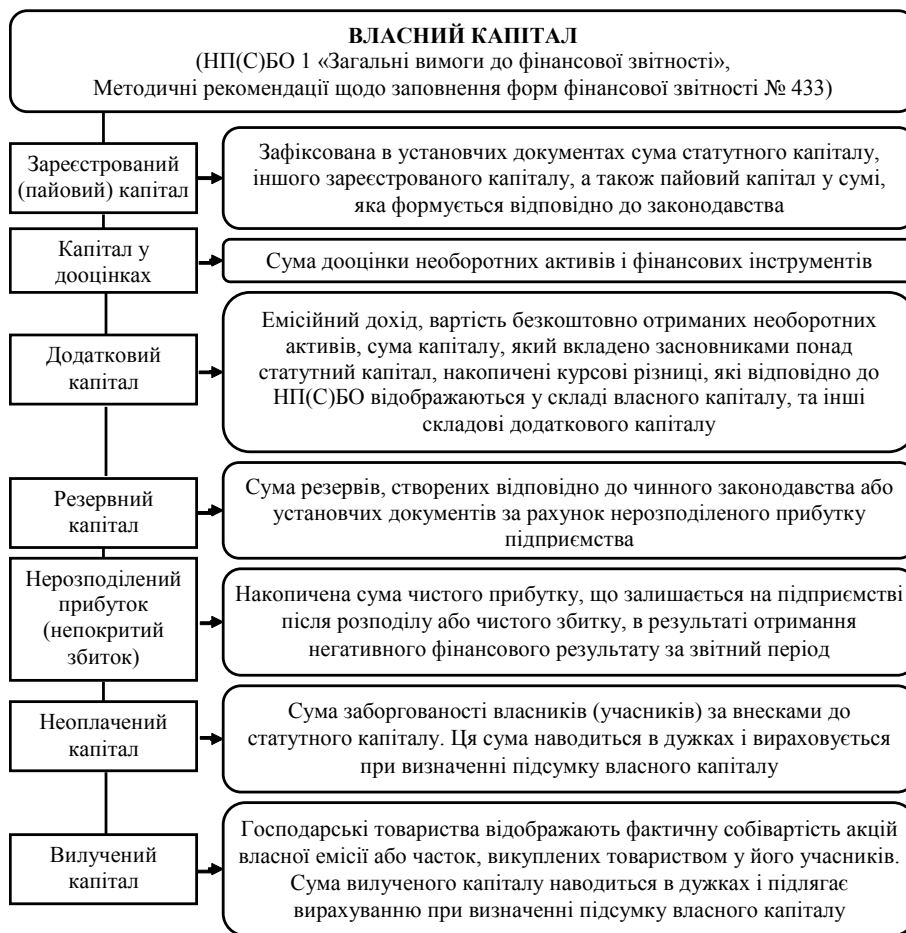 ВЛАСНИЙ КАПІТАЛ
(НП(С)БО 1 «Загальні вимоги до фінансової звітності»,
Методичні рекомендації щодо заповнення форм фінансової звітності № 433)
Зареєстрований
(пайовий) капітал
Зафіксована в установчих документах сума статутного капіталу,
іншого зареєстрованого капіталу, а також пайовий капітал у сумі,
яка формується відповідно до законодавства
Капітал у
дооцінках
Сума дооцінки необоротних активів і фінансових інструментів
Додатковий
капітал
Емісійний дохід, вартість безкоштовно отриманих необоротних
активів, сума капіталу, який вкладено засновниками понад
статутний капітал, накопичені курсові різниці, які відповідно до
НП(С)БО відображаються у складі власного капіталу, та інші
складові додаткового капіталу
Резервний
капітал
Сума резервів, створених відповідно до чинного законодавства або
установчих документів за рахунок нерозподіленого прибутку
підприємства
Нерозподілений
прибуток
(непокритий
збиток)
Накопичена сума чистого прибутку, що залишається на підприємстві
після розподілу або чистого збитку, в результаті отримання
негативного фінансового результату за звітний період
Неоплачений
капітал
Сума заборгованості власників (учасників) за внесками до
статутного капіталу. Ця сума наводиться в дужках і вираховується
при визначенні підсумку власного капіталу
Вилучений
капітал
Господарські товариства відображають фактичну собівартість акцій
власної емісії або часток, викуплених товариством у його учасників.
Сума вилученого капіталу наводиться в дужках і підлягає
вирахуванню при визначенні підсумку власного капіталу